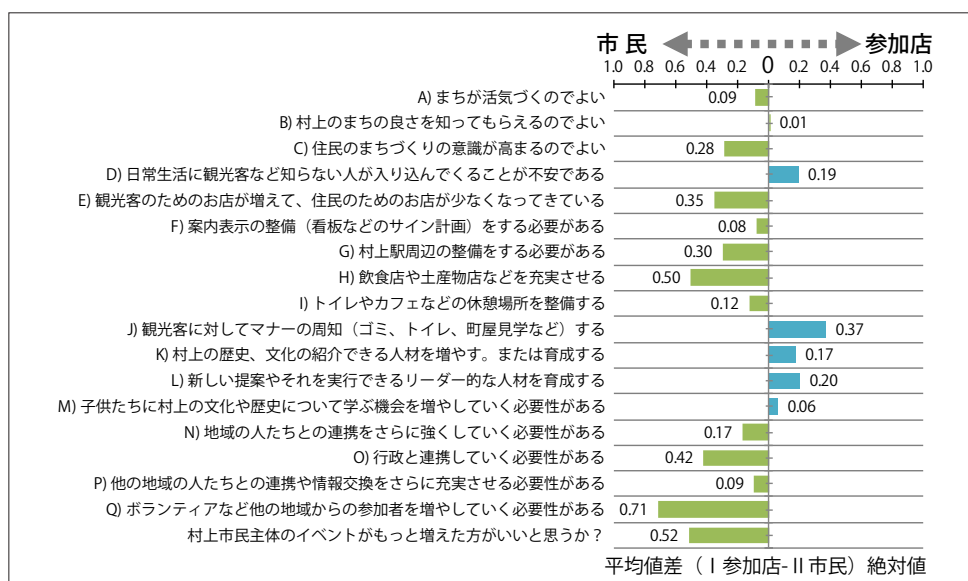 市 民 参加店
1.0 0.8 0.6 0.4 0.2 0 0.2 0.4 0.6 0.8 1.0
A) まちが活気づくのでよい 0.09
B) 村上のまちの良さを知ってもらえるのでよい 0.01
C) 住民のまちづくりの意識が高まるのでよい 0.28
D) 日常生活に観光客など知らない人が入り込んでくることが不安である 0.19
E) 観光客のためのお店が増えて、住民のためのお店が少なくなってきている 0.35
F) 案内表示の整備（看板などのサイン計画）をする必要がある 0.08
G) 村上駅周辺の整備をする必要がある 0.30
H) 飲食店や土産物店などを充実させる 0.50
I) トイレやカフェなどの休憩場所を整備する 0.12
J) 観光客に対してマナーの周知（ゴミ、トイレ、町屋見学など）する 0.37
K) 村上の歴史、文化の紹介できる人材を増やす。または育成する 0.17
L) 新しい提案やそれを実行できるリーダー的な人材を育成する 0.20
M) 子供たちに村上の文化や歴史について学ぶ機会を増やしていく必要性がある 0.06
N) 地域の人たちとの連携をさらに強くしていく必要性がある 0.17
O) 行政と連携していく必要性がある 0.42
P) 他の地域の人たちとの連携や情報交換をさらに充実させる必要性がある 0.09
Q) ボランティアなど他の地域からの参加者を増やしていく必要性がある 0.71
村上市民主体のイベントがもっと増えた方がいいと思うか？ 0.52
平均値差（Ⅰ参加店-Ⅱ市民）絶対値